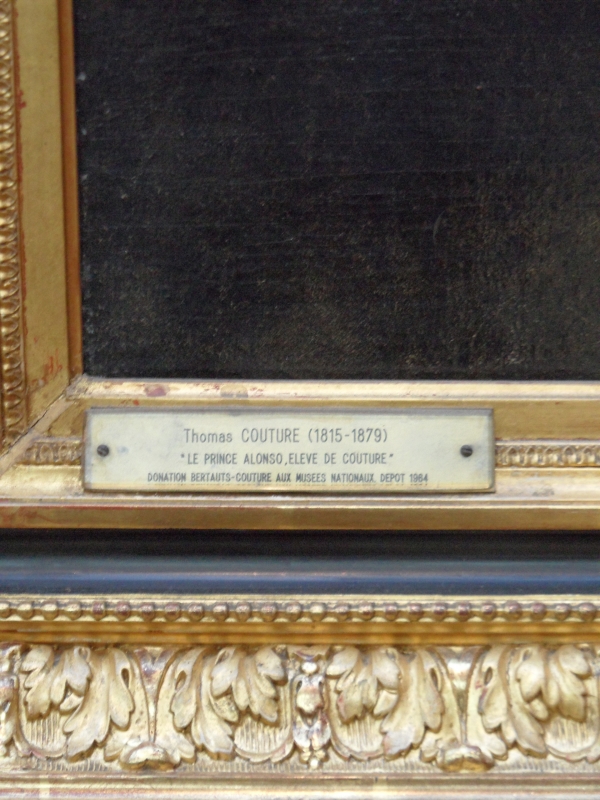 Thomas COUTURE (1815-1879)
"LE PRINCE ALONSO, ELEVE DE COUTURE"
DONATION BERTAUTS-COUTURE AUX MUSEES NATIONAUX. DEPOT 1964